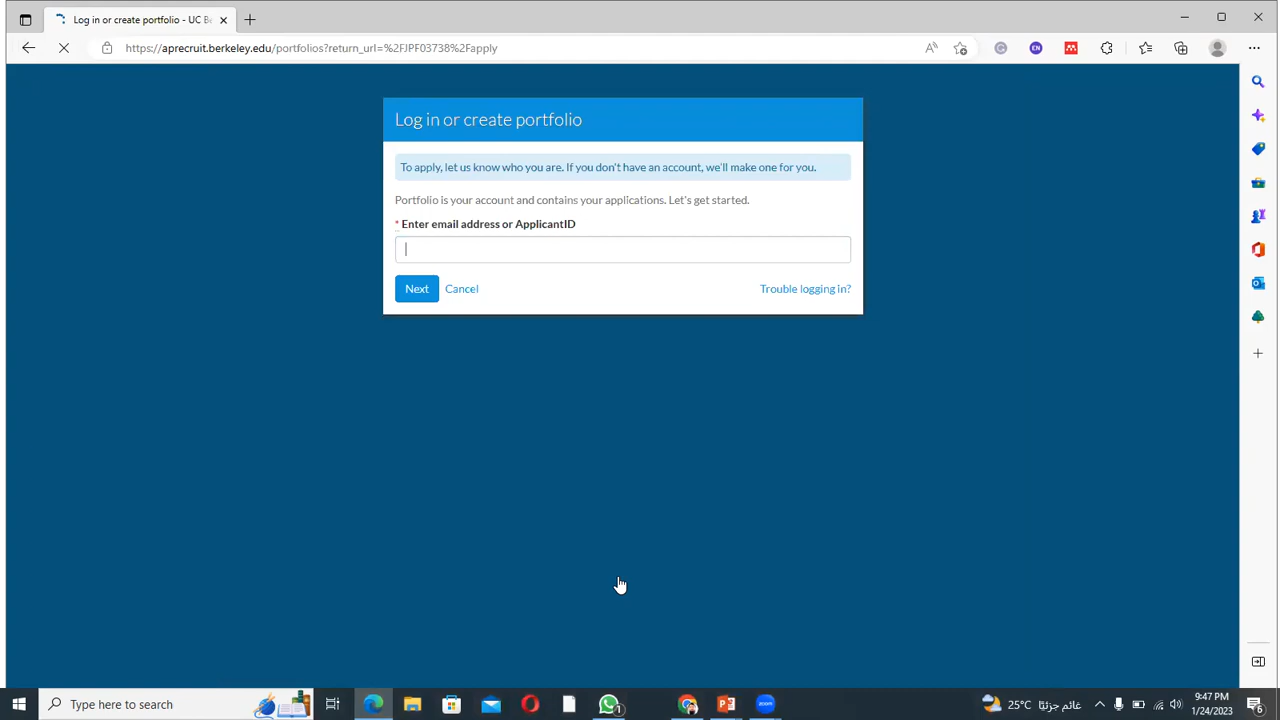 Log in or create portfolio - UC Be
https://aprecruit.berkeley.edu/portfolios?return_url=%2FJPF03738%2Fapply
EN
Log in or create portfolio
To apply, let us know who you are. If you don't have an account, we'll make one for you.
Portfolio is your account and contains your applications. Let's get started.
* Enter email address or ApplicantID
Next Cancel Trouble logging in?
Type here to search
1
25°C غائم جزئيًا
9:47 PM
1/24/2023
6